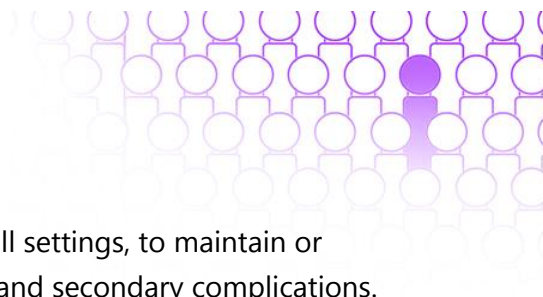 ll settings, to maintain or
and secondary complications.